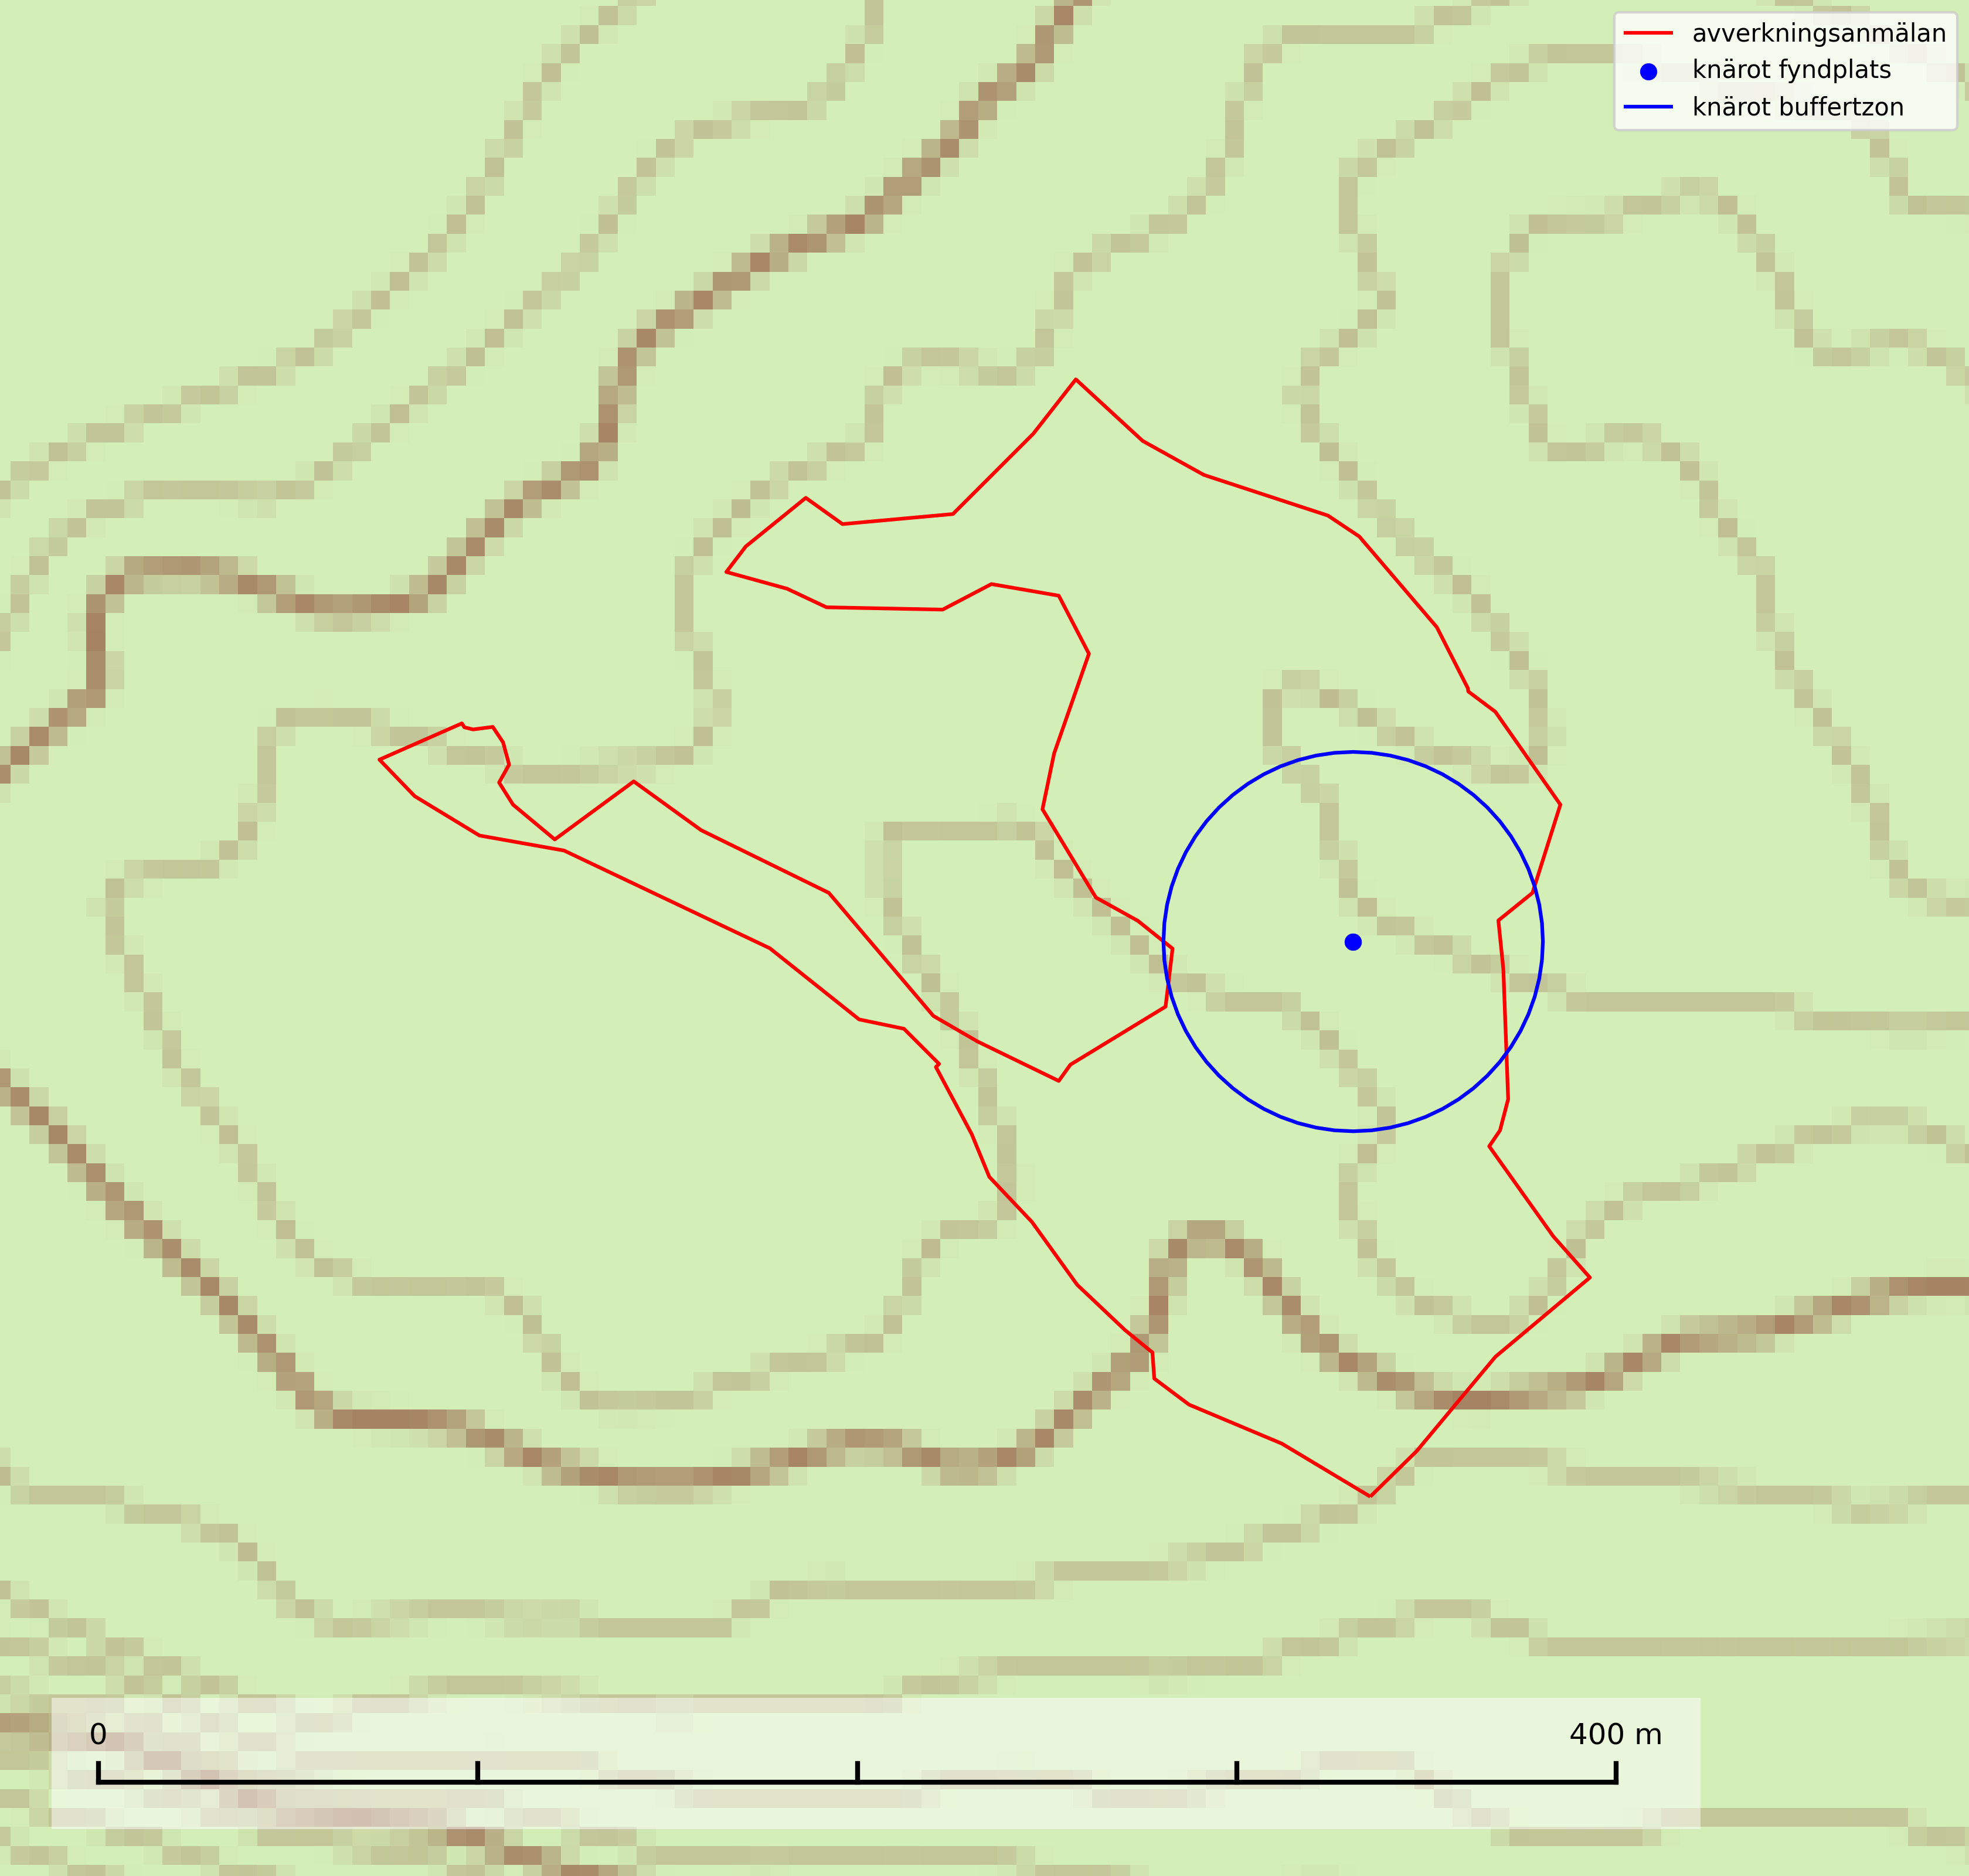 avverkningsanmälan
knärot fyndplats
knärot buffertzon
0
400 m